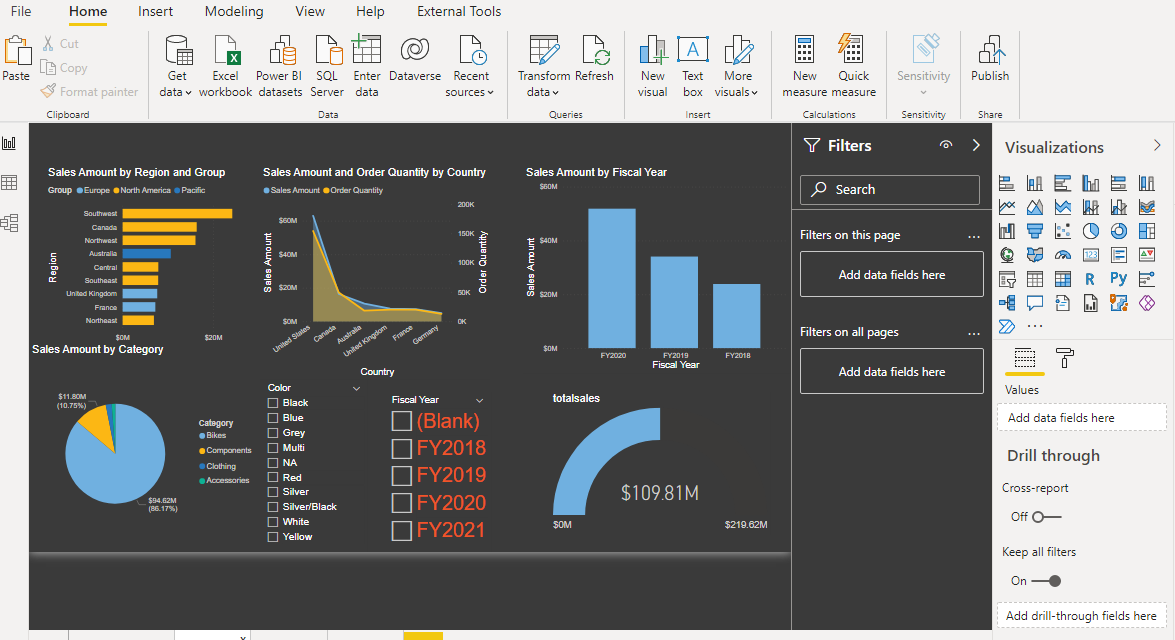 File Home Insert Modeling View Help External Tools
Paste
Cut
Copy
Format painter
Clipboard
Get data
Excel workbook
Power BI datasets
SQL Server
Enter data
Dataverse
Recent sources
Data
Transform data
Refresh
Queries
New visual
Text box
More visuals
Insert
New measure
Quick measure
Calculations
Sensitivity
Sensitivity
Publish
Share
Sales Amount by Region and Group
Group Europe North America Pacific
Region
Southwest
Canada
Northwest
Australia
Central
Southeast
United Kingdom
France
Northeast
$0M $20M
Sales Amount and Order Quantity by Country
Sales Amount Order Quantity
Sales Amount
$60M
$40M
$20M
$0M
200K
150K
100K
50K
0K
Order Quantity
United States
Canada
Australia
United Kingdom
France
Germany
Country
Sales Amount by Fiscal Year
Sales Amount
$60M
$40M
$20M
$0M
FY2020 FY2019 FY2018
Fiscal Year
Sales Amount by Category
$11.80M
(10.75%)
$94.62M
(86.17%)
Category
Bikes
Components
Clothing
Accessories
Color
Black
Blue
Grey
Multi
NA
Red
Silver
Silver/Black
White
Yellow
Fiscal Year
(Blank)
FY2018
FY2019
FY2020
FY2021
totalsales
$109.81M
$0M $219.62M
Filters
Search
Filters on this page ...
Add data fields here
Filters on all pages ...
Add data fields here
Visualizations
123
R Py
...
Values
Add data fields here
Drill through
Cross-report
Off
Keep all filters
On
Add drill-through fields here
x